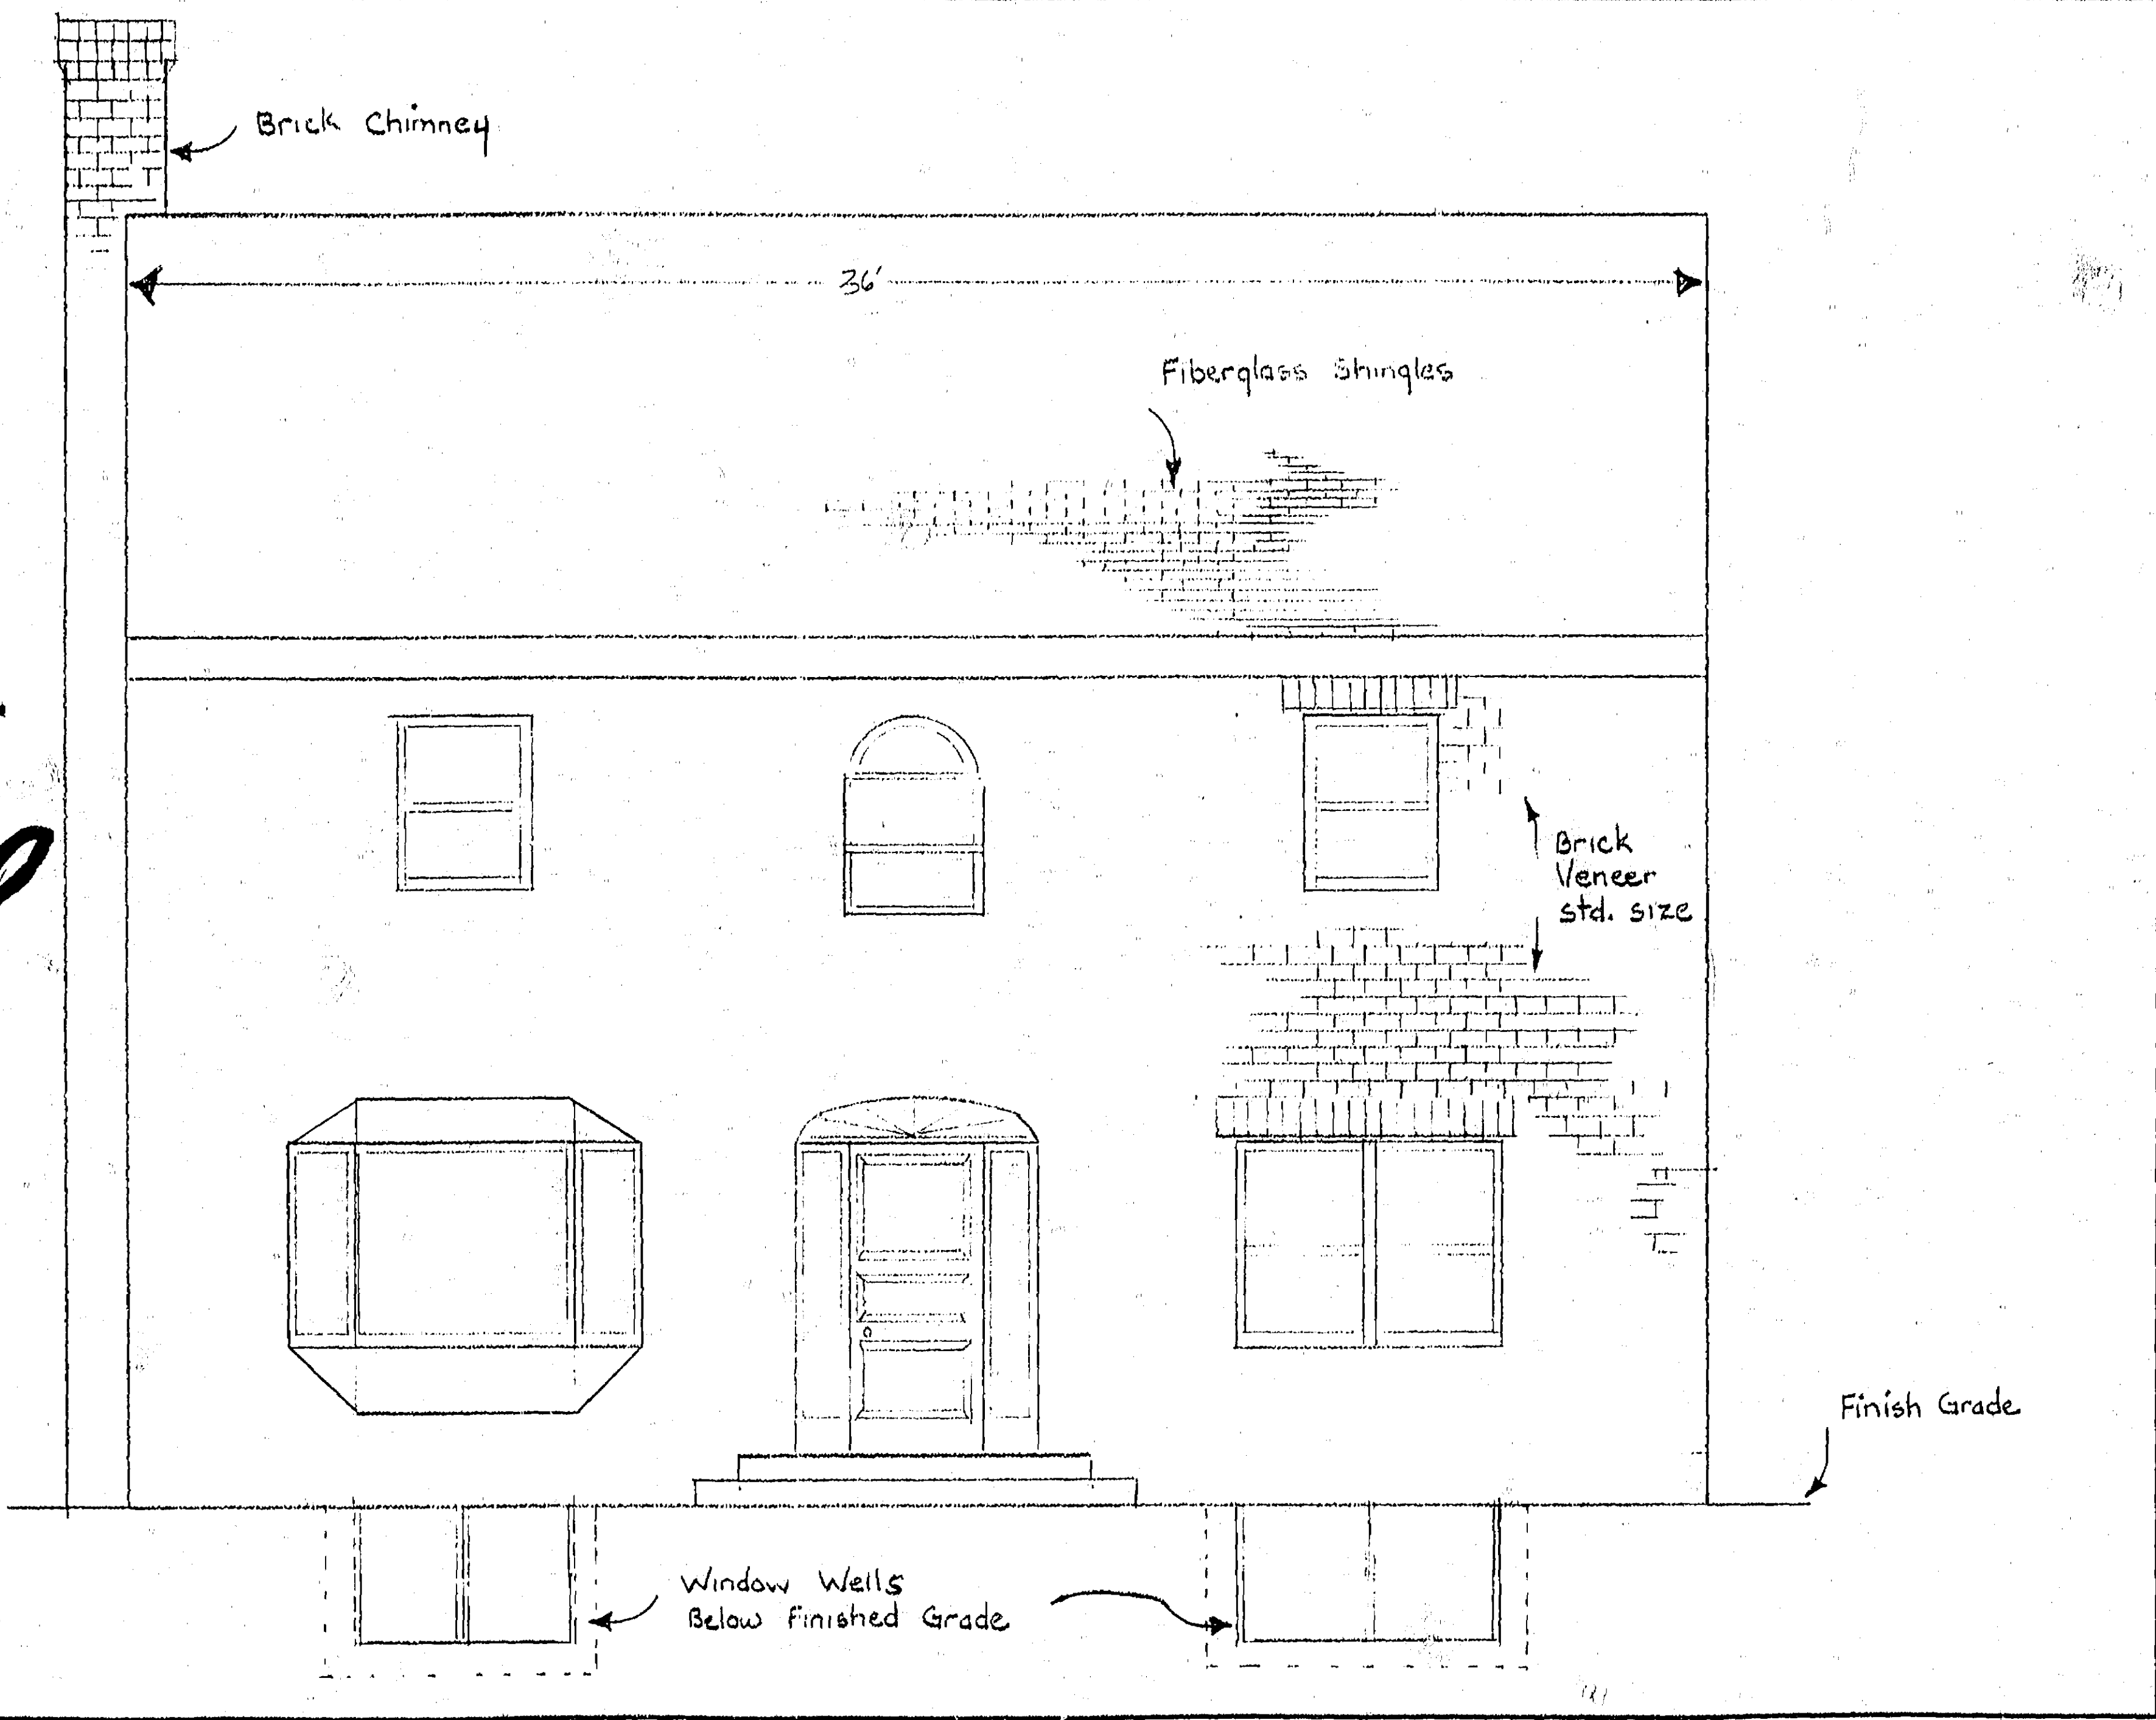 Brick Chimney
36'
Fiberglass Shingles
Brick
Veneer
std. size
Finish Grade
Window Wells
Below Finished Grade